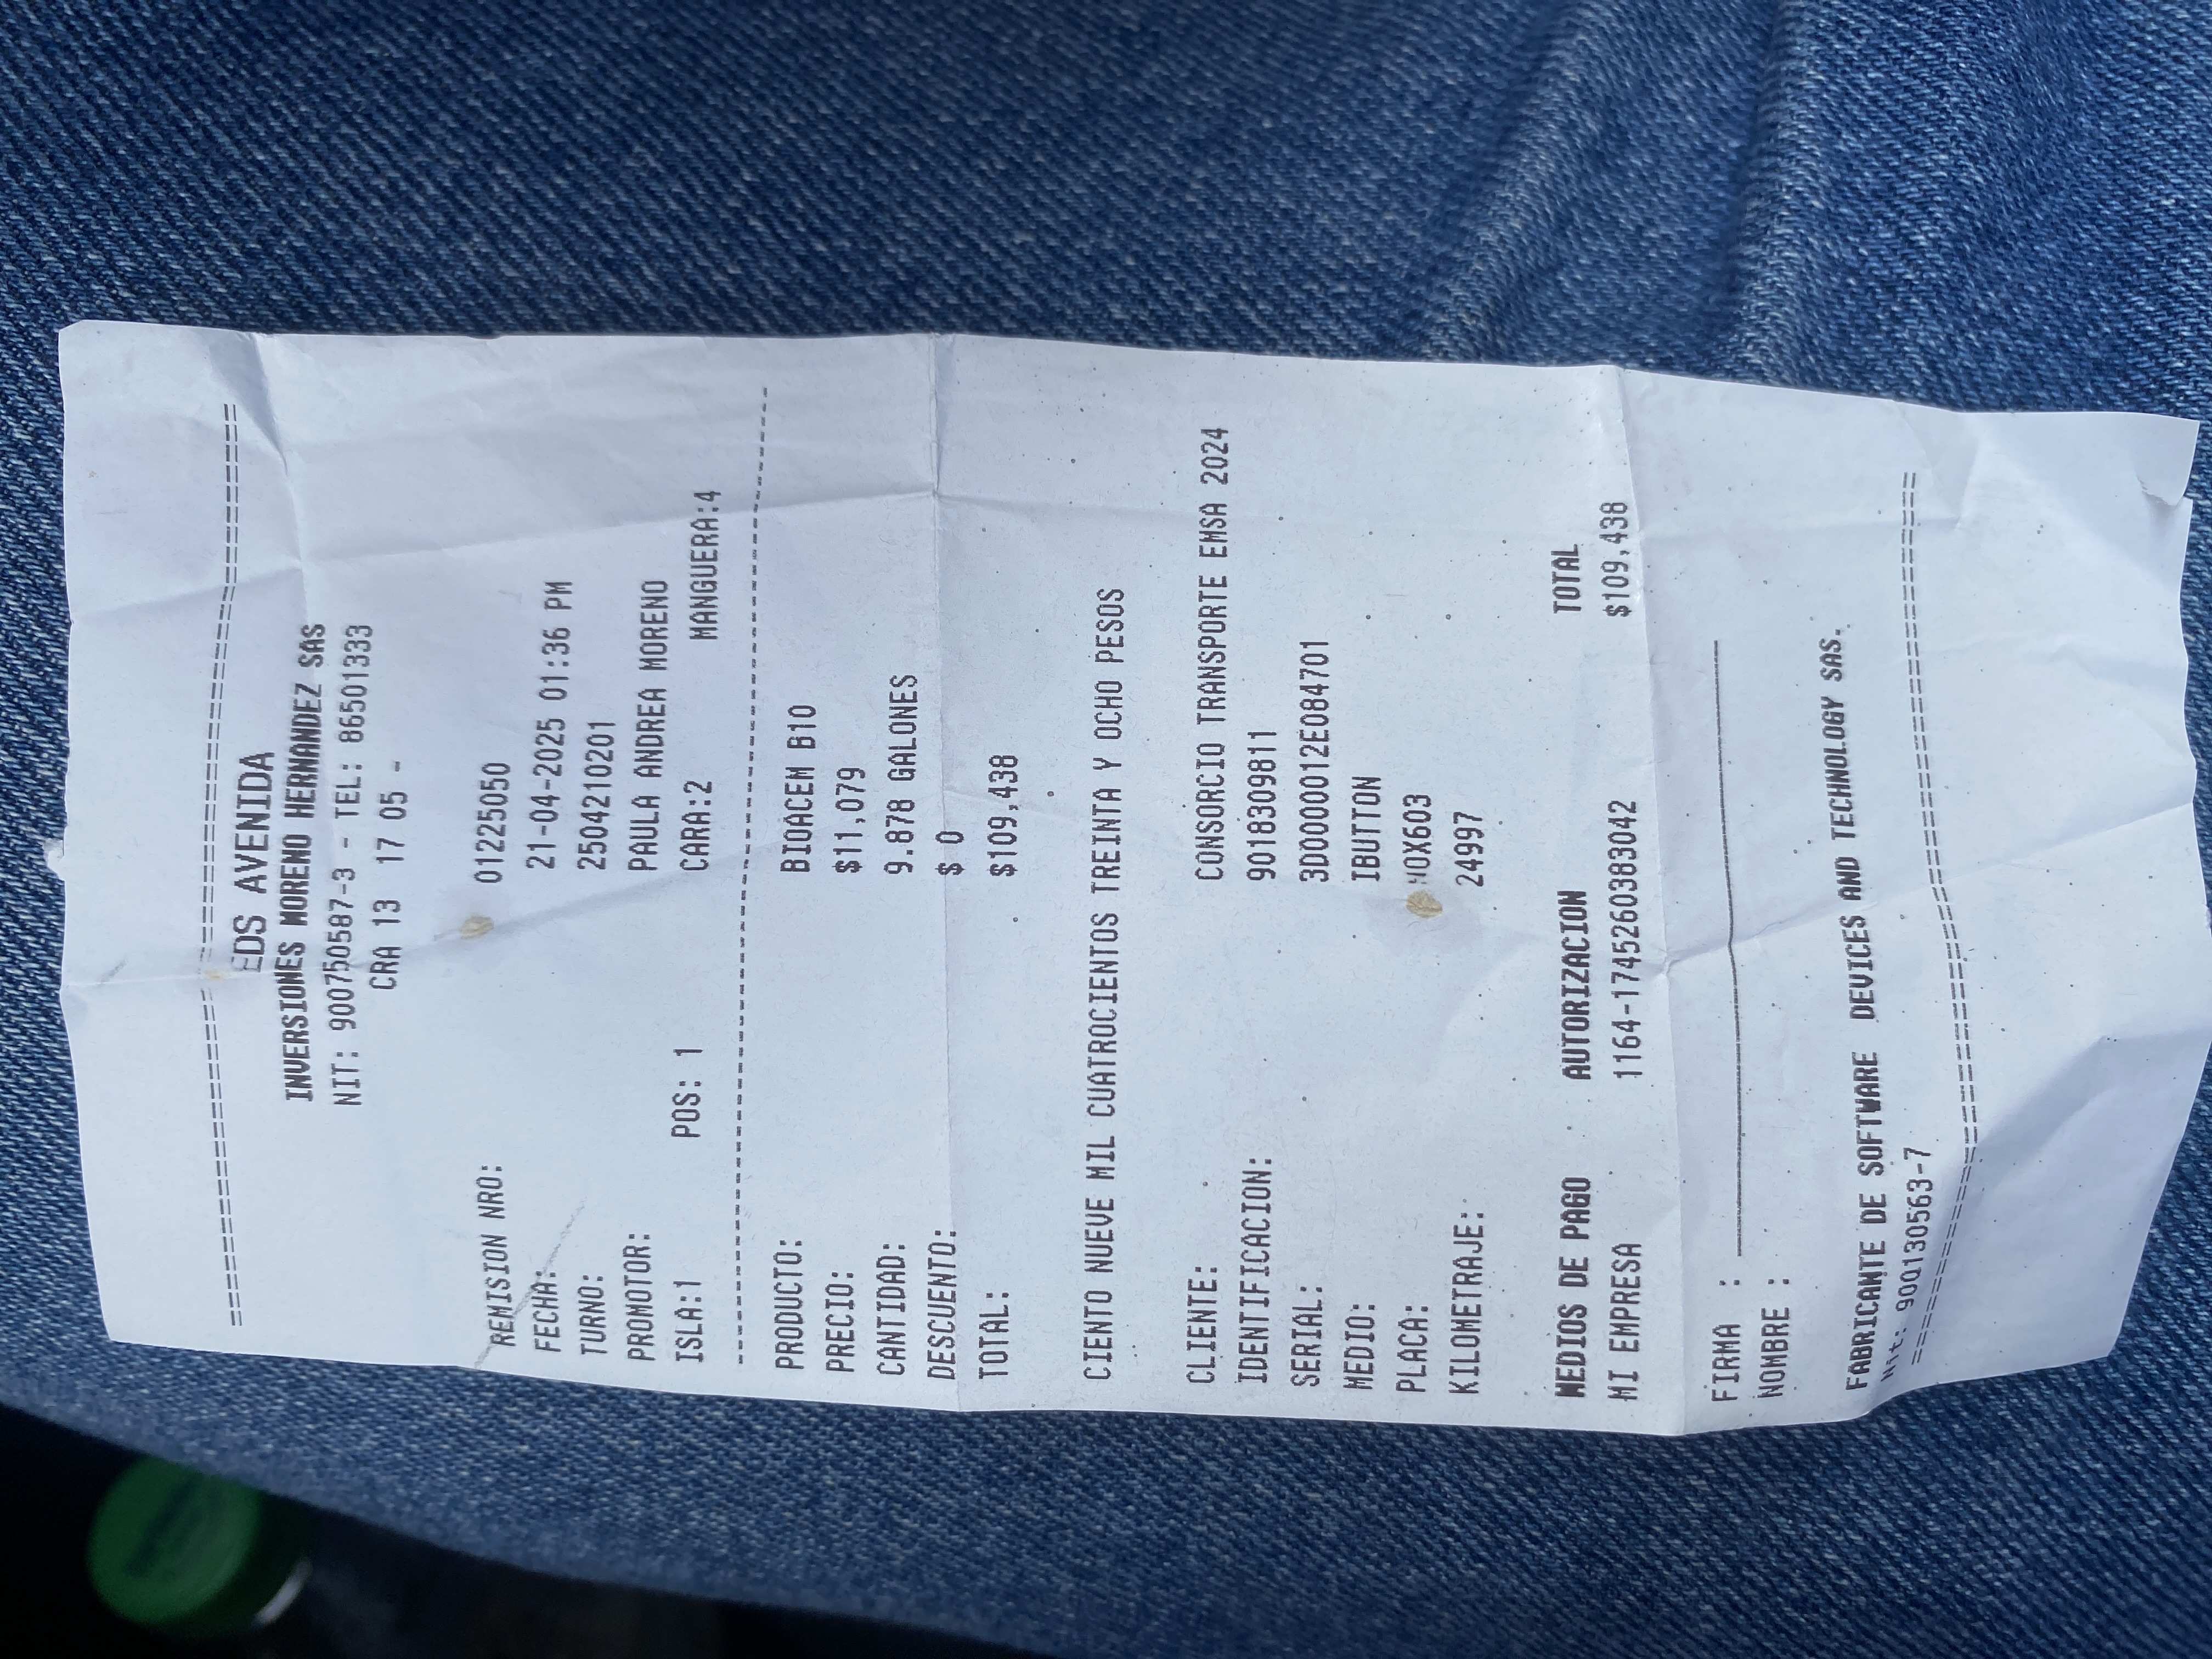 ========================================
EDS AVENIDA
INVERSIONES MORENO HERNANDEZ SAS
NIT: 900750587-3 - TEL: 86501333
CRA 13 17 05 -
REMISION NRO: 01225050
FECHA: 21-04-2025 01:36 PM
TURNO: 2504210201
PROMOTOR: PAULA ANDREA MORENO
ISLA:1 POS: 1 CARA:2 MANGUERA:4
----------------------------------------
PRODUCTO: BIOACEM B10
PRECIO: $11,079
CANTIDAD: 9.878 GALONES
DESCUENTO: $ 0
TOTAL: $109,438
CIENTO NUEVE MIL CUATROCIENTOS TREINTA Y OCHO PESOS
CLIENTE: CONSORCIO TRANSPORTE EMSA 2024
IDENTIFICACION: 9018309811
SERIAL: 3D0000012E084701
MEDIO: IBUTTON
PLACA:
KILOMETRAJE: 24997
MEDIOS DE PAGO AUTORIZACION TOTAL
MI EMPRESA 1164-1745260383042 $109,438
FIRMA : ____________________
NOMBRE :
FABRICANTE DE SOFTWARE DEVICES AND TECHNOLOGY SAS.
Nit: 900130563-7
========================================